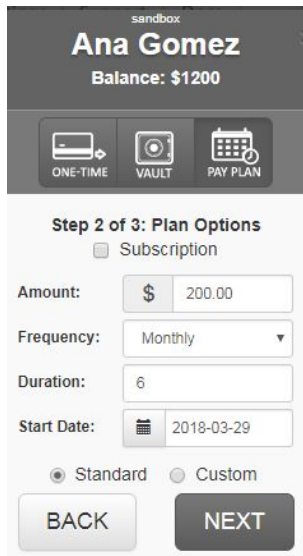 sandbox
Ana Gomez
Balance: $1200
ONE-TIME VAULT PAY PLAN
Step 2 of 3: Plan Options
Subscription
Amount: $ 200.00
Frequency: Monthly
Duration: 6
Start Date: 2018-03-29
Standard Custom
BACK NEXT